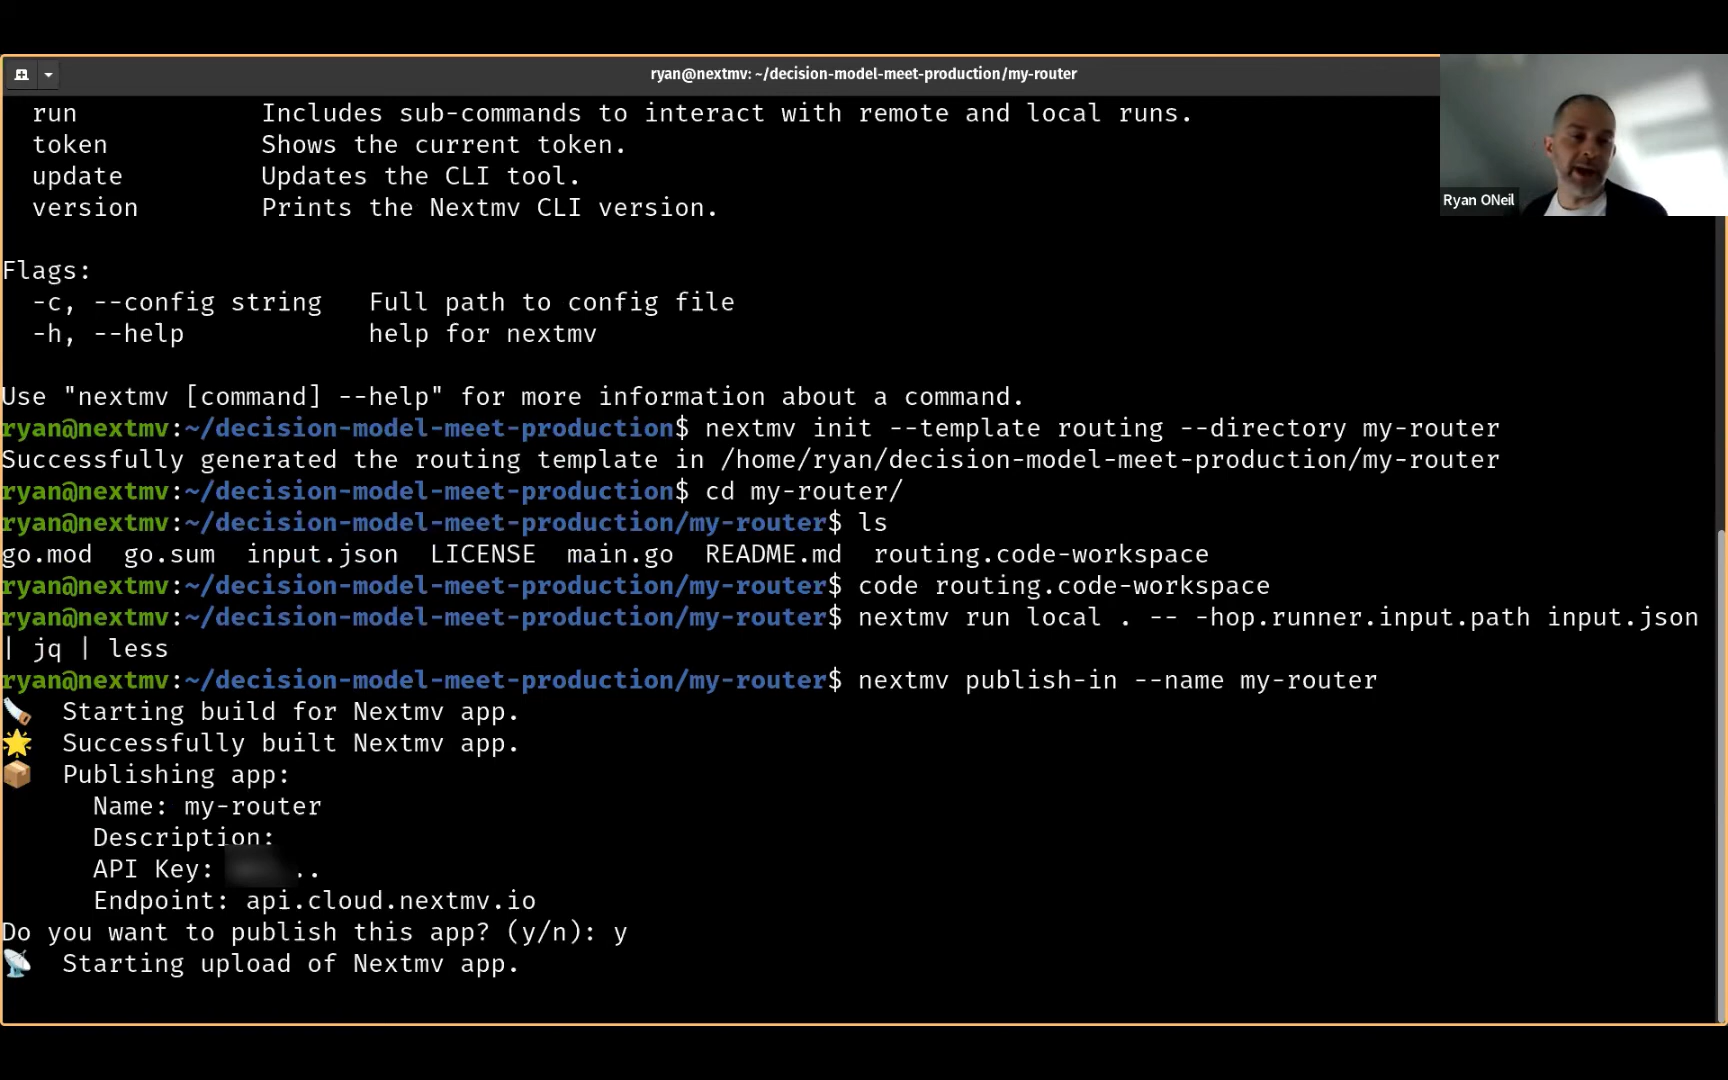 ryan@nextmv: ~/decision-model-meet-production/my-router
run Includes sub-commands to interact with remote and local runs.
token Shows the current token.
update Updates the CLI tool.
version Prints the Nextmv CLI version.
Ryan ONeil
Flags:
-c, --config string Full path to config file
-h, --help help for nextmv
Use "nextmv [command] --help" for more information about a command.
ryan@nextmv:~/decision-model-meet-production$ nextmv init --template routing --directory my-router
Successfully generated the routing template in /home/ryan/decision-model-meet-production/my-router
ryan@nextmv:~/decision-model-meet-production$ cd my-router/
ryan@nextmv:~/decision-model-meet-production/my-router$ ls
go.mod go.sum input.json LICENSE main.go README.md routing.code-workspace
ryan@nextmv:~/decision-model-meet-production/my-router$ code routing.code-workspace
ryan@nextmv:~/decision-model-meet-production/my-router$ nextmv run local . -- -hop.runner.input.path input.json
| jq | less
ryan@nextmv:~/decision-model-meet-production/my-router$ nextmv publish-in --name my-router
Starting build for Nextmv app.
Successfully built Nextmv app.
Publishing app:
Name: my-router
Description:
API Key: ..
Endpoint: api.cloud.nextmv.io
Do you want to publish this app? (y/n): y
Starting upload of Nextmv app.